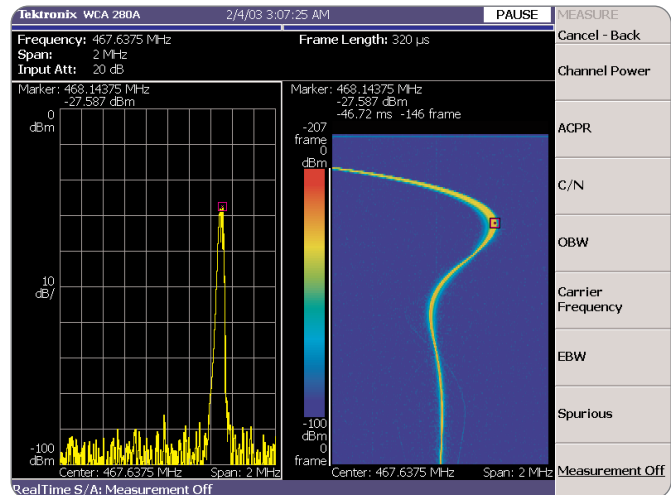 Tektronix WCA 280A 2/4/03 3:07:25 AM PAUSE
Frequency: 467.6375 MHz Frame Length: 320 µs
Span: 2 MHz
Input Att: 20 dB
Marker: 468.14375 MHz
-27.587 dBm
0
dBm
10
dB/
-100
dBm
Center: 467.6375 MHz Span: 2 MHz
Marker: 468.14375 MHz
-27.587 dBm
-46.72 ms -146 frame
-207
frame
0
dBm
-100
dBm
0
frame
Center: 467.6375 MHz Span: 2 MHz
RealTime S/A: Measurement Off
MEASURE
Cancel - Back
Channel Power
ACPR
C/N
OBW
Carrier
Frequency
EBW
Spurious
Measurement Off